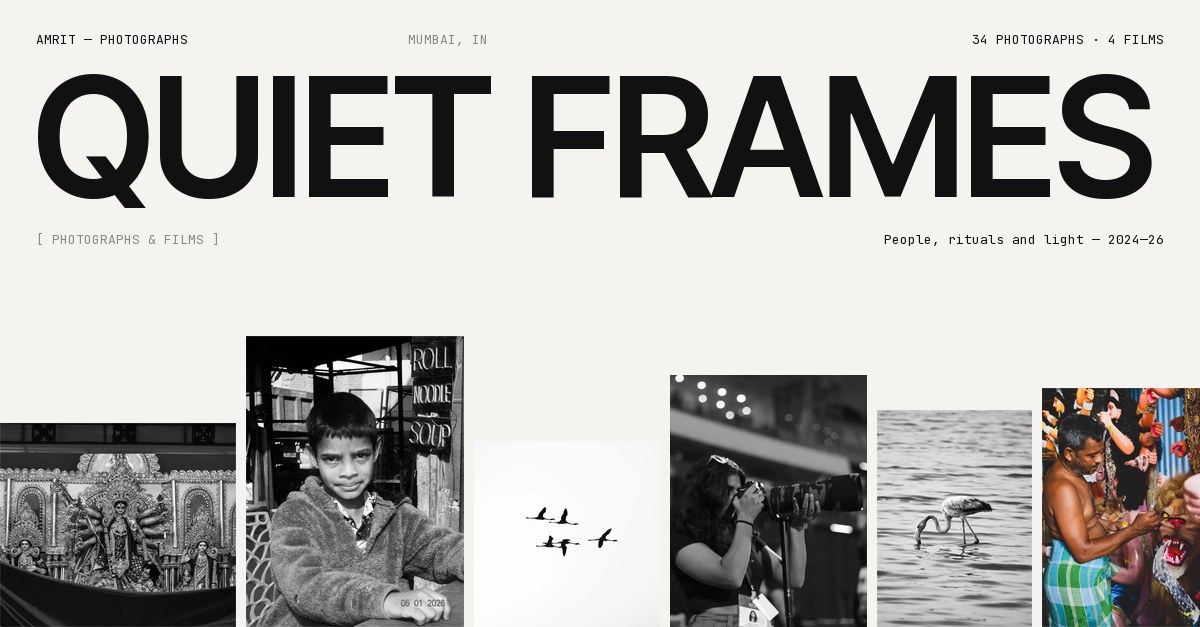 AMRIT — PHOTOGRAPHS
MUMBAI, IN
34 PHOTOGRAPHS · 4 FILMS
QUIET FRAMES
[ PHOTOGRAPHS & FILMS ]
People, rituals and light — 2024—26
ROLL
NOODLE
SOUP
05 01 2026